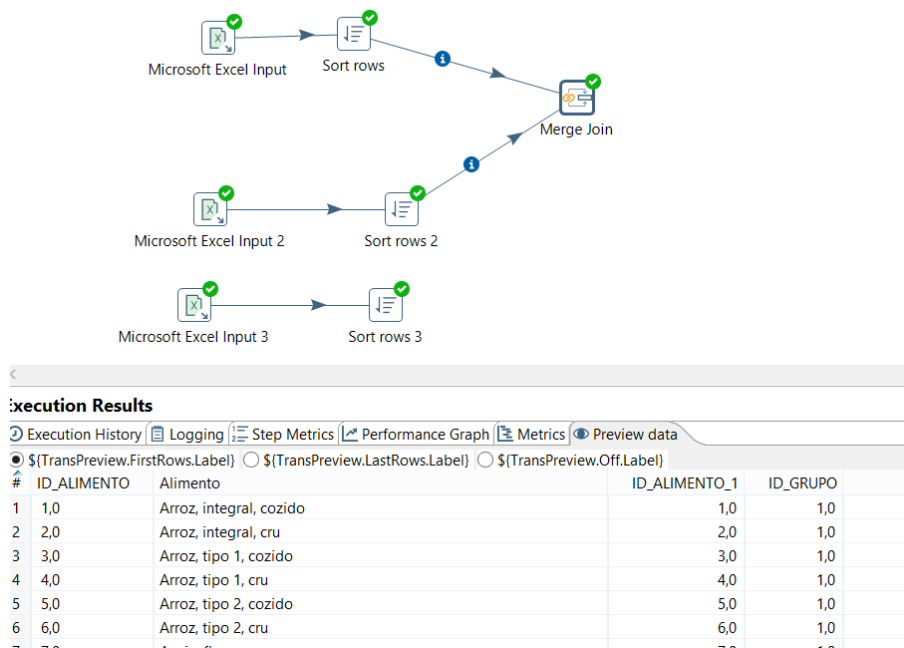 Microsoft Excel Input
Sort rows
Merge Join
Microsoft Excel Input 2
Sort rows 2
Microsoft Excel Input 3
Sort rows 3
Execution Results
Execution History Logging Step Metrics Performance Graph Metrics Preview data
${TransPreview.FirstRows.Label} ${TransPreview.LastRows.Label} ${TransPreview.Off.Label}
# ID_ALIMENTO Alimento ID_ALIMENTO_1 ID_GRUPO
1 1,0 Arroz, integral, cozido 1,0 1,0
2 2,0 Arroz, integral, cru 2,0 1,0
3 3,0 Arroz, tipo 1, cozido 3,0 1,0
4 4,0 Arroz, tipo 1, cru 4,0 1,0
5 5,0 Arroz, tipo 2, cozido 5,0 1,0
6 6,0 Arroz, tipo 2, cru 6,0 1,0